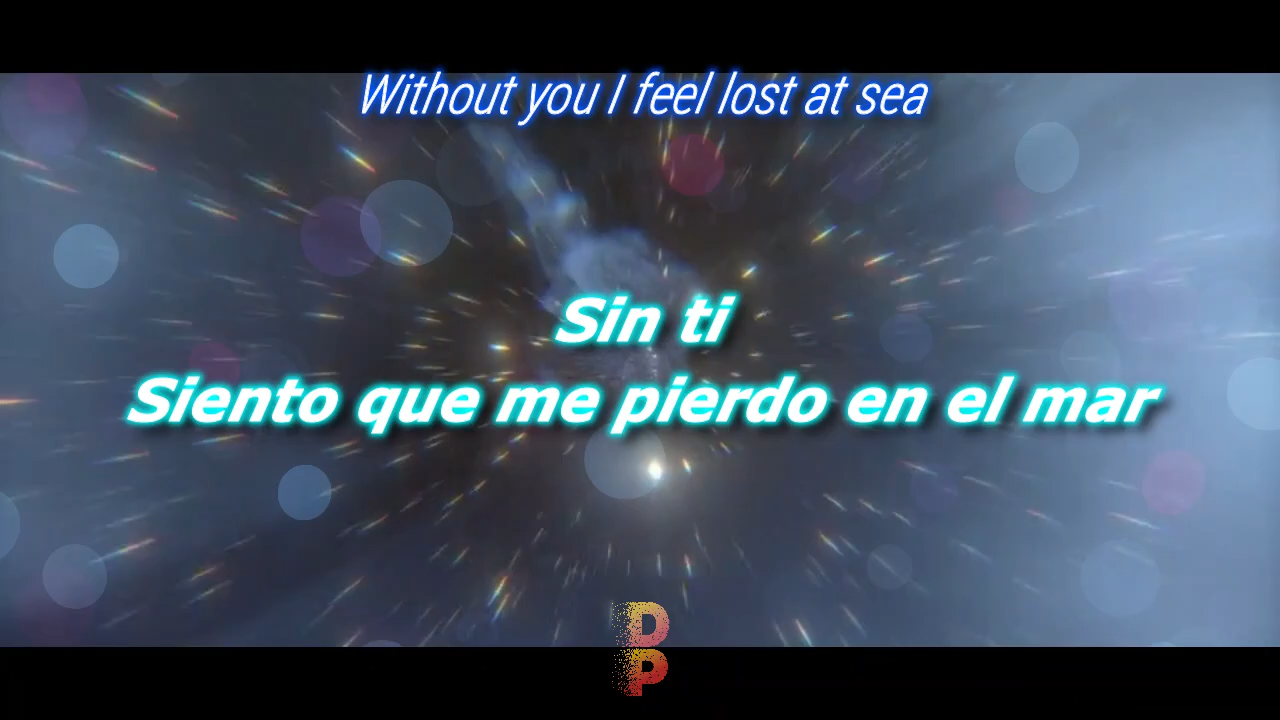 Without you I feel lost at sea
Sin ti
Siento que me pierdo en el mar
D
P